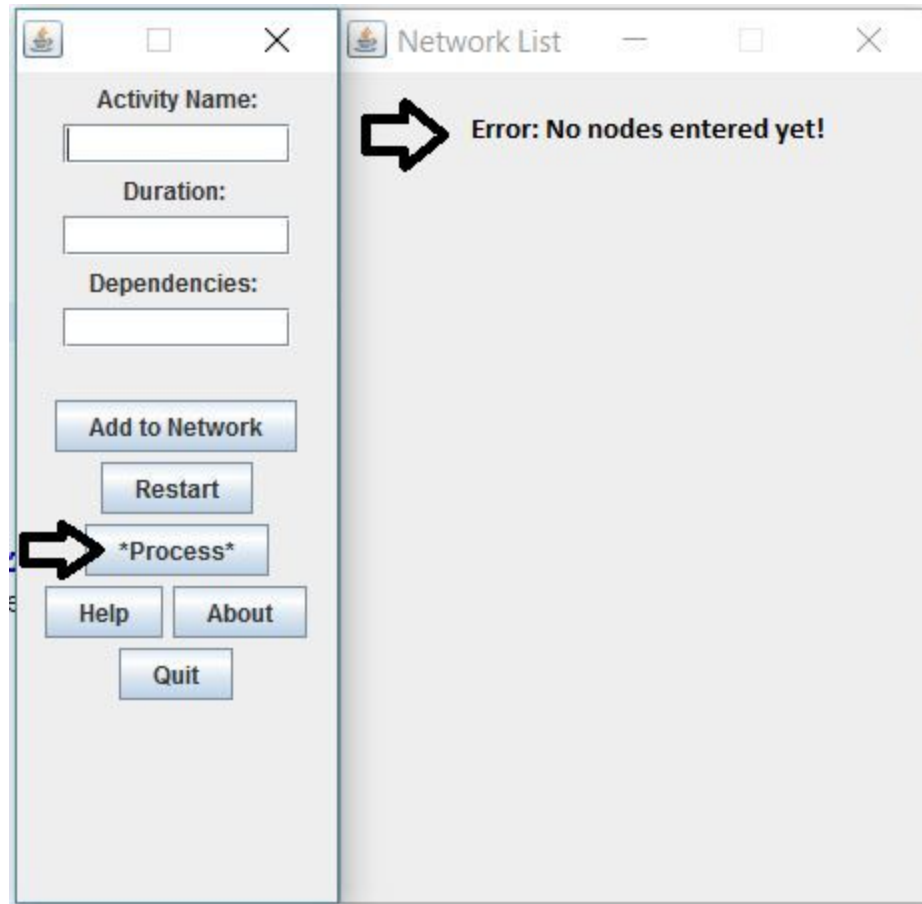 Network List
Activity Name:
Error: No nodes entered yet!
Duration:
Dependencies:
Add to Network
Restart
*Process*
Help About
Quit